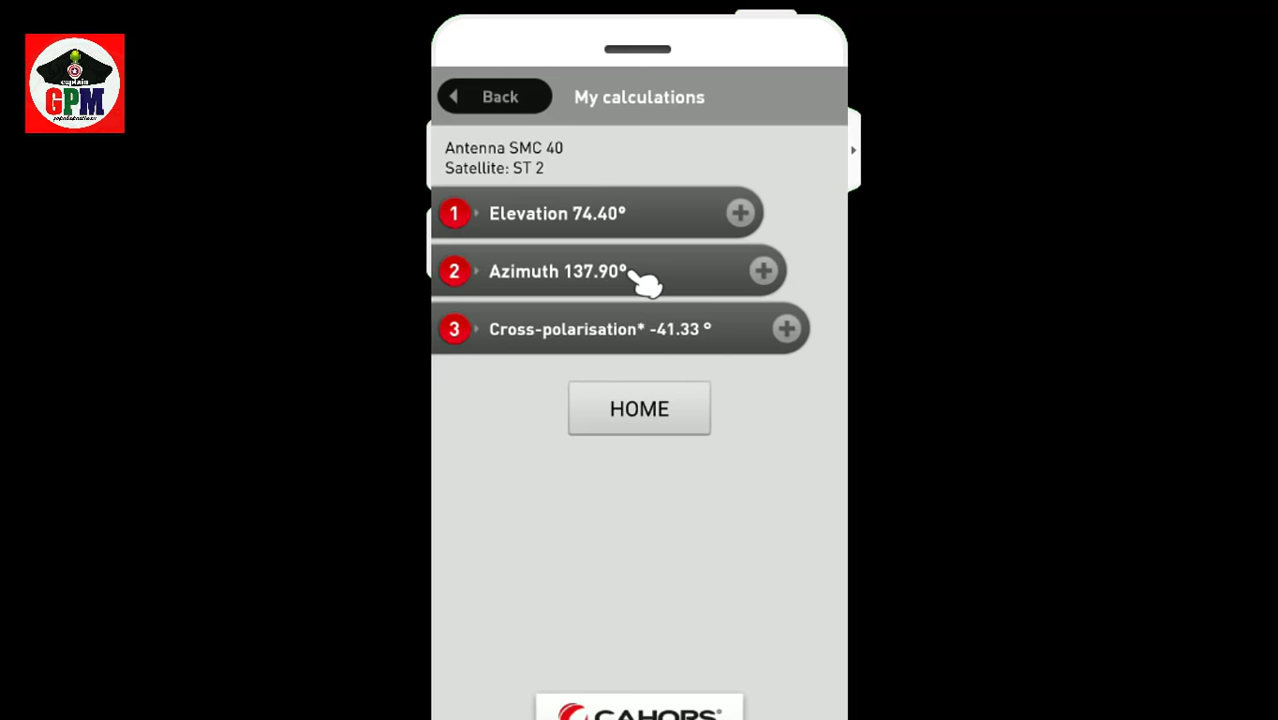 captain
GPM
Back
My calculations
Antenna SMC 40
Satellite: ST 2
1 Elevation 74.40°
2 Azimuth 137.90°
3 Cross-polarisation* -41.33 °
HOME
CAHORS®